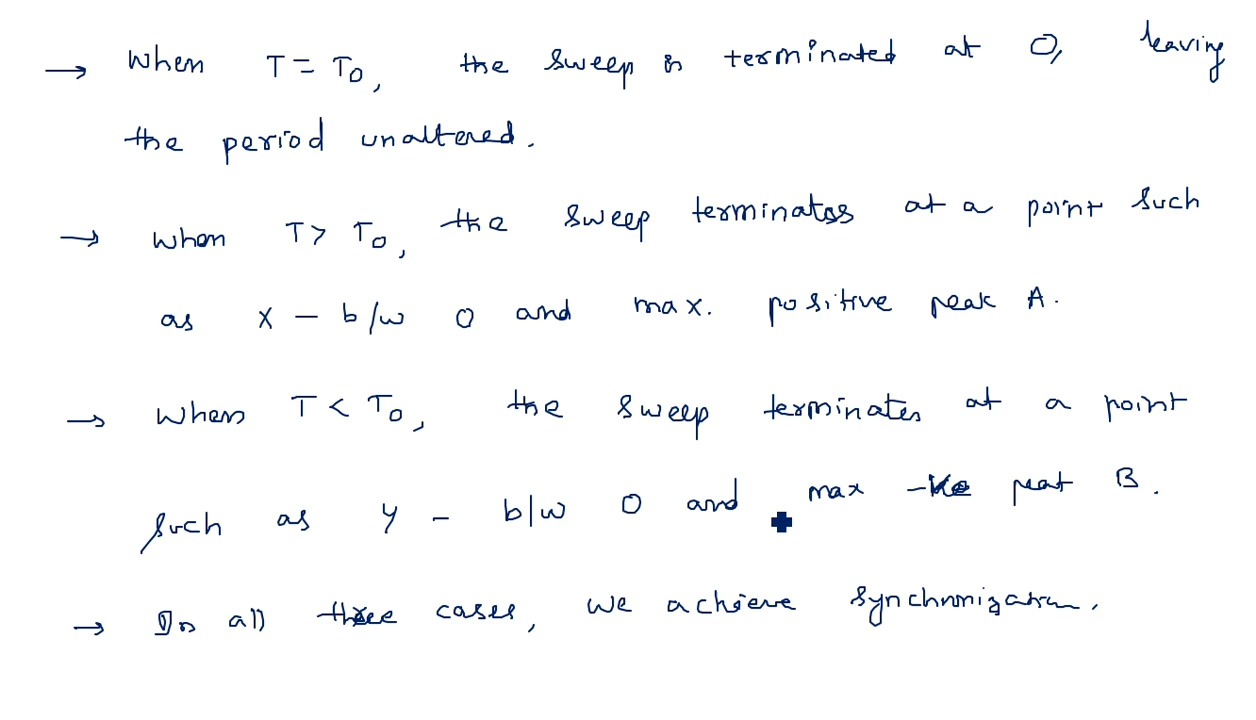 → When T = To, the sweep is terminated at O, leaving
the period unaltered.
→ When T > To, the sweep terminates at a point such
as X - b/w O and max. positive peak A.
→ When T < To, the sweep terminates at a point
such as Y - b/w O and max -ve peak B.
→ In all three cases, we achieve synchronization.